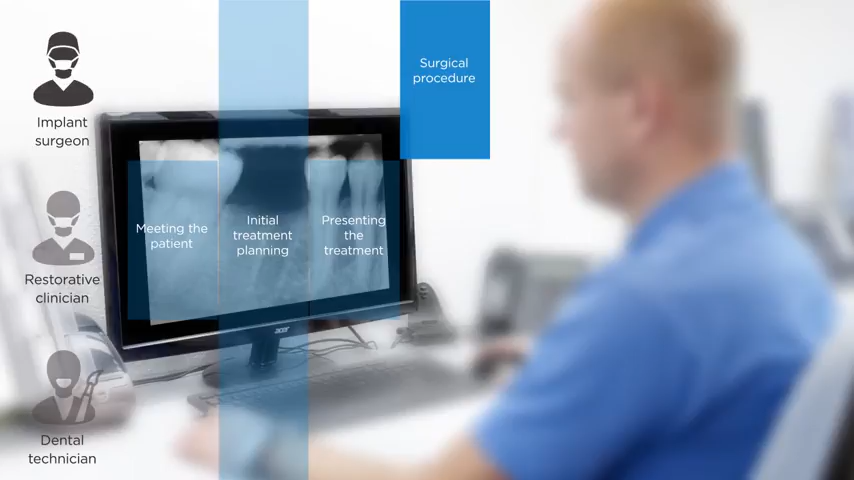 Surgical
procedure
Implant
surgeon
Meeting the
patient
Initial
treatment
planning
Presenting
the
treatment
Restorative
clinician
acer
Dental
technician